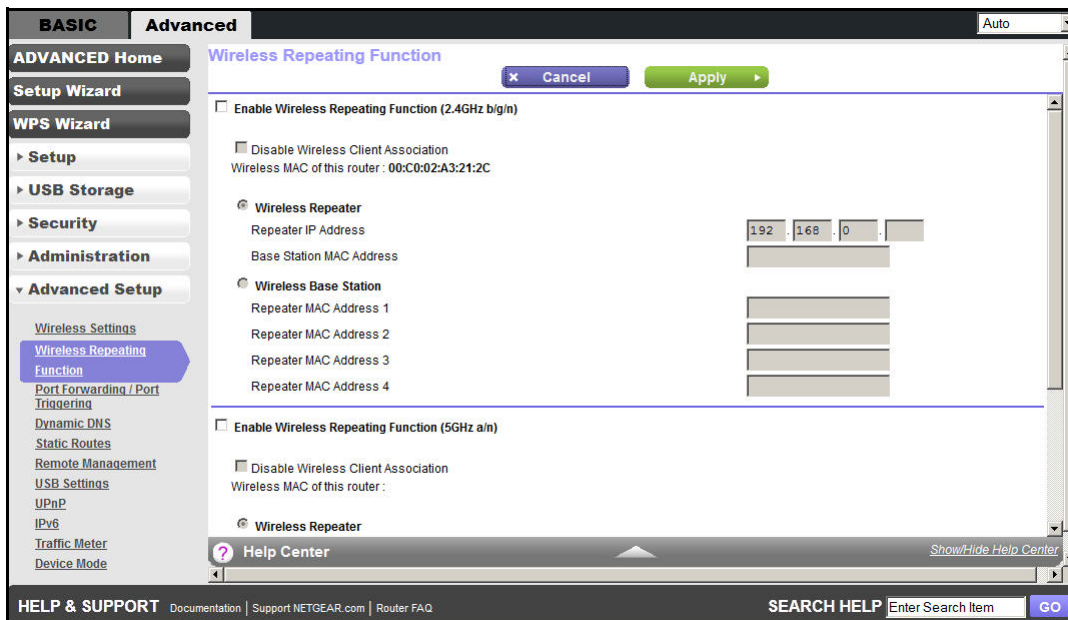 BASIC
Advanced
Auto
ADVANCED Home
Setup Wizard
WPS Wizard
Setup
USB Storage
Security
Administration
Advanced Setup
Wireless Settings
Wireless Repeating
Function
Port Forwarding / Port
Triggering
Dynamic DNS
Static Routes
Remote Management
USB Settings
UPnP
IPv6
Traffic Meter
Device Mode
Wireless Repeating Function
Cancel
Apply
Enable Wireless Repeating Function (2.4GHz b/g/n)
Disable Wireless Client Association
Wireless MAC of this router : 00:C0:02:A3:21:2C
Wireless Repeater
Repeater IP Address 192 . 168 . 0 .
Base Station MAC Address
Wireless Base Station
Repeater MAC Address 1
Repeater MAC Address 2
Repeater MAC Address 3
Repeater MAC Address 4
Enable Wireless Repeating Function (5GHz a/n)
Disable Wireless Client Association
Wireless MAC of this router :
Wireless Repeater
? Help Center
Show/Hide Help Center
HELP & SUPPORT Documentation | Support NETGEAR.com | Router FAQ
SEARCH HELP Enter Search Item GO